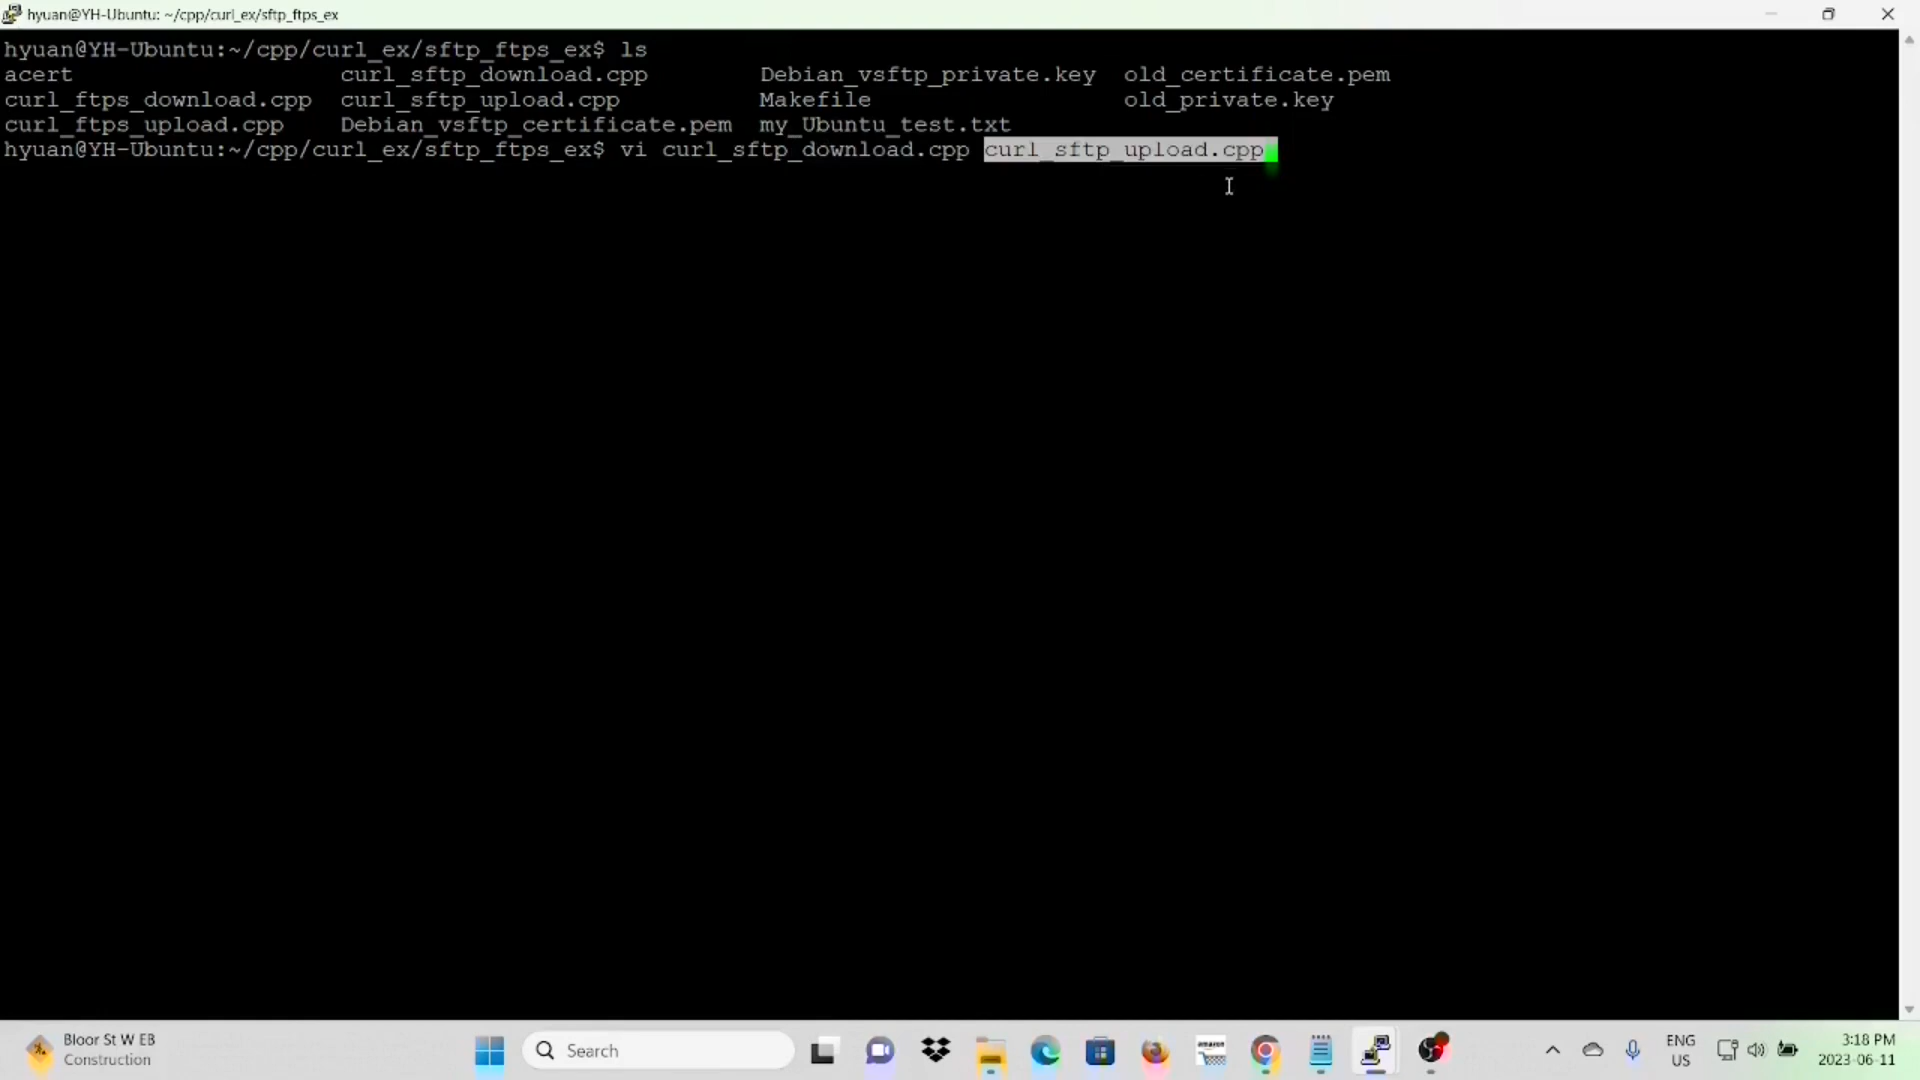 hyuan@YH-Ubuntu: ~/cpp/curl_ex/sftp_ftps_ex
hyuan@YH-Ubuntu:~/cpp/curl_ex/sftp_ftps_ex$ ls
acert curl_sftp_download.cpp Debian_vsftp_private.key old_certificate.pem
curl_ftps_download.cpp curl_sftp_upload.cpp Makefile old_private.key
curl_ftps_upload.cpp Debian_vsftp_certificate.pem my_Ubuntu_test.txt
hyuan@YH-Ubuntu:~/cpp/curl_ex/sftp_ftps_ex$ vi curl_sftp_download.cpp curl_sftp_upload.cpp
Bloor St W EB
Construction
Search
amazon
ENG
US
3:18 PM
2023-06-11